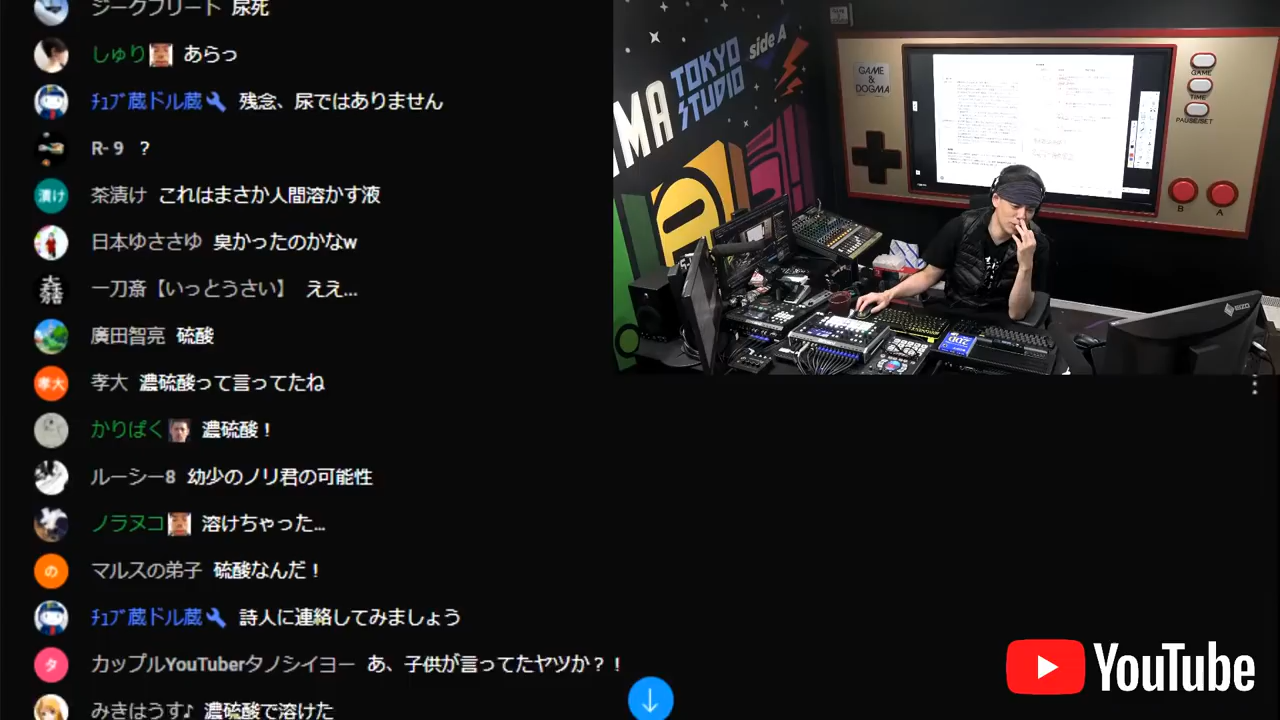 ジークフリート 尿死
しゅり あらっ
ﾁｭﾌﾞ蔵ドル蔵 残念、尿ではありません
R-9 ?
漬け 茶漬け これはまさか人間溶かす液
日本ゆささゆ 臭かったのかなw
一刀斎【いっとうさい】 ええ...
廣田智亮 硫酸
孝大 孝大 濃硫酸って言ってたね
かりぱく 濃硫酸！
ルーシー8 幼少のノリ君の可能性
ノラヌコ 溶けちゃった...
の マルスの弟子 硫酸なんだ！
ﾁｭﾌﾞ蔵ドル蔵 詩人に連絡してみましょう
タ カップルYouTuberタノシイヨー あ、子供が言ってたヤツか？！
みきはうす♪ 濃硫酸で溶けた
TOKYO
STUDIO
side A
GAME
& DOGMA
GAME
TIME
PAUSE/SET
B A
EIZO
YouTube